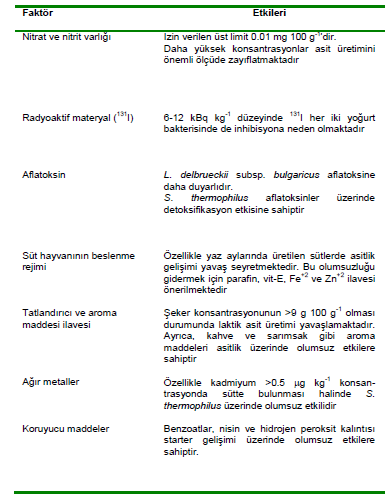 Faktör Etkileri
Nitrat ve nitrit varlığı İzin verilen üst limit 0.01 mg 100 g⁻¹'dir.
Daha yüksek konsantrasyonlar asit üretimini
önemli ölçüde zayıflatmaktadır
Radyoaktif materyal (¹³¹I) 6-12 kBq kg⁻¹ düzeyinde ¹³¹I her iki yoğurt
bakterisinde de inhibisyona neden olmaktadır
Aflatoksin L. delbrueckii subsp. bulgaricus aflatoksine
daha duyarlıdır.
S. thermophilus aflatoksinler üzerinde
detoksifikasyon etkisine sahiptir
Süt hayvanının beslenme Özellikle yaz aylarında üretilen sütlerde asitlik
rejimi gelişimi yavaş seyretmektedir. Bu olumsuzluğu
gidermek için parafin, vit-E, Fe⁺² ve Zn⁺² ilavesi
önerilmektedir
Tatlandırıcı ve aroma Şeker konsantrasyonunun >9 g 100 g⁻¹ olması
maddesi ilavesi durumunda laktik asit üretimi yavaşlamaktadır.
Ayrıca, kahve ve sarımsak gibi aroma
maddeleri asitlik üzerinde olumsuz etkilere
sahiptir
Ağır metaller Özellikle kadmiyum >0.5 µg kg⁻¹ konsan-
trasyonda sütte bulunması halinde S.
thermophilus üzerinde olumsuz etkilidir
Koruyucu maddeler Benzoatlar, nisin ve hidrojen peroksit kalıntısı
starter gelişimi üzerinde olumsuz etkilere
sahiptir.